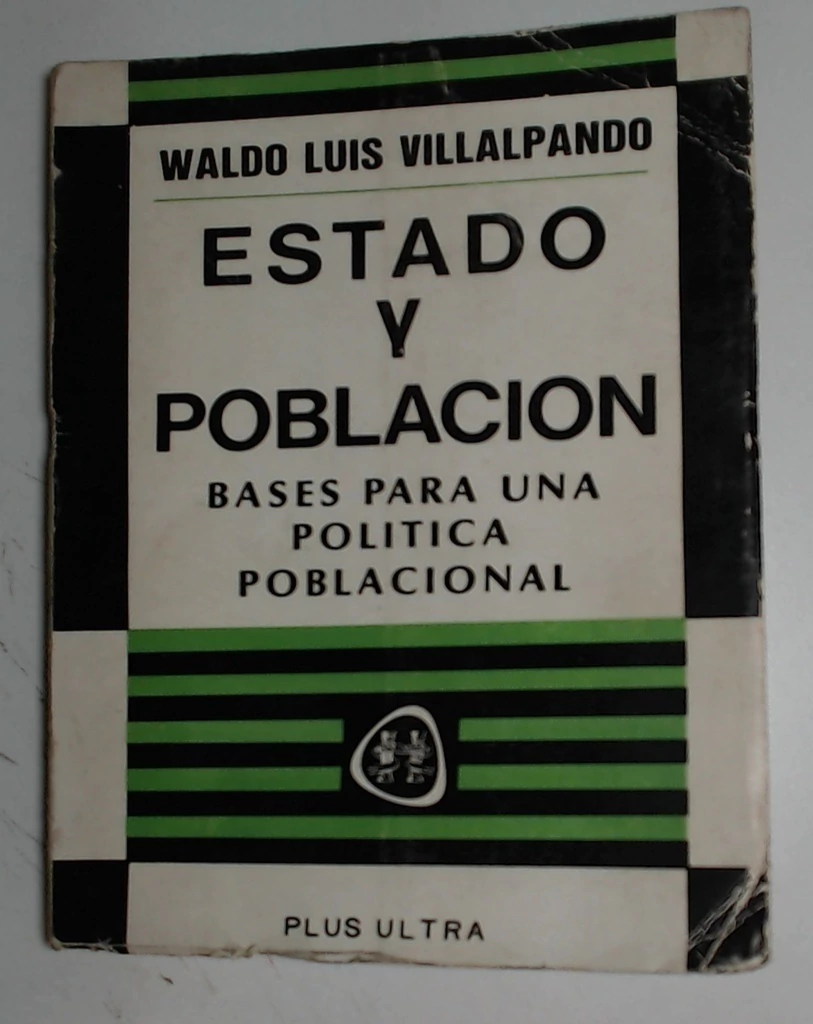 WALDO LUIS VILLALPANDO
ESTADO
Y
POBLACION
BASES PARA UNA
POLITICA
POBLACIONAL
PLUS ULTRA